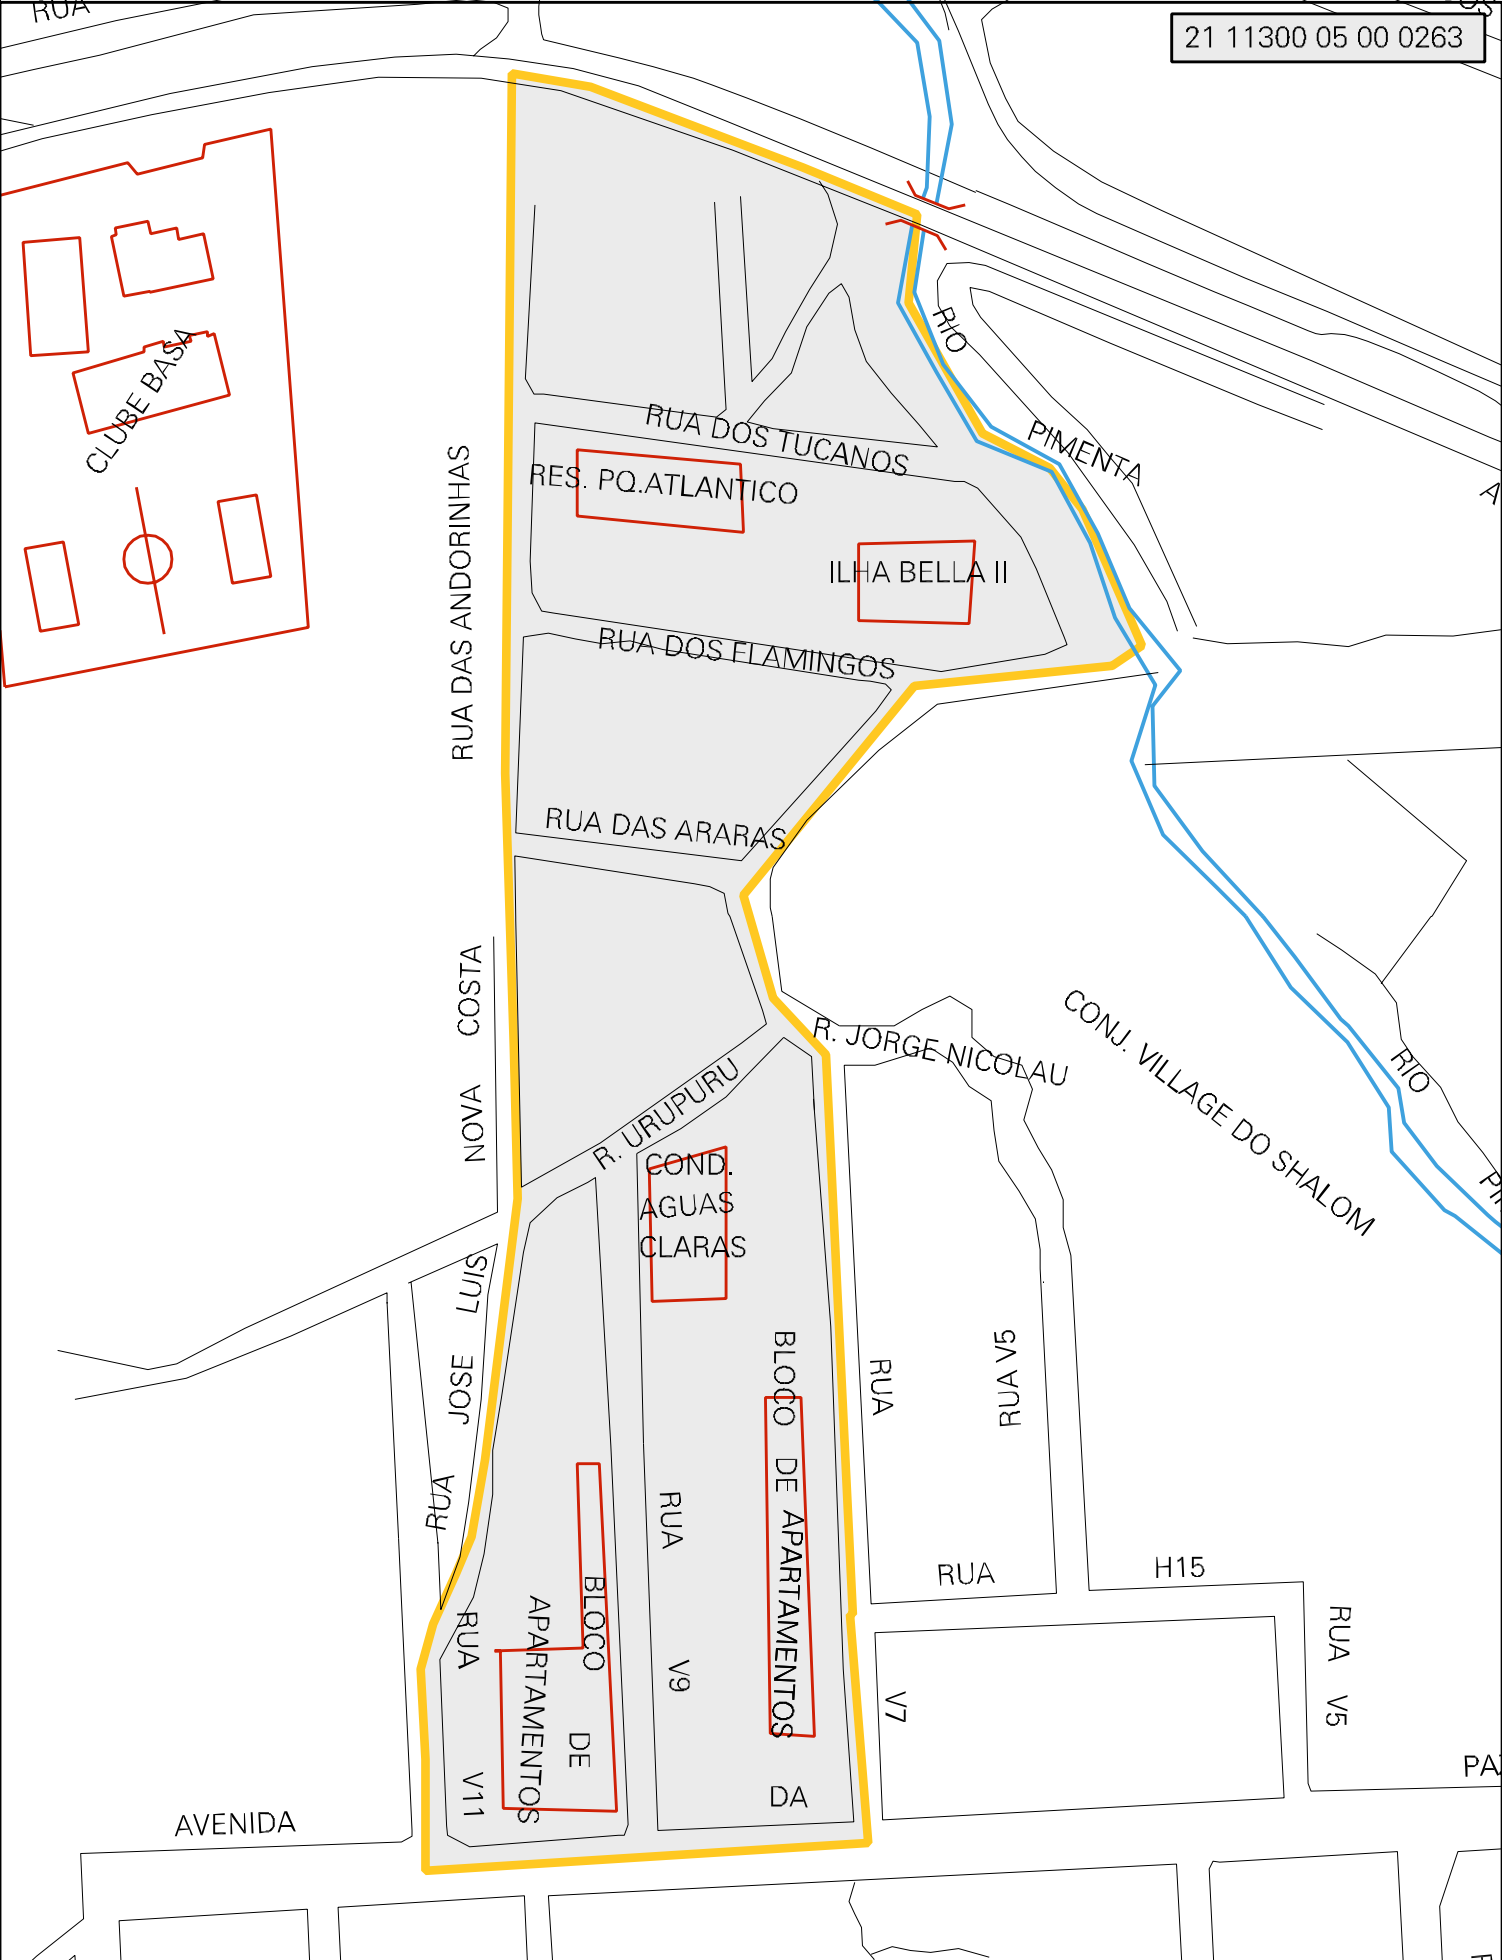 RUA
21 11300 05 00 0263
CLUBE BASA
RIO
PIMENTA
RUA DOS TUCANOS
RES. PQ.ATLANTICO
RUA DAS ANDORINHAS
ILHA BELLA II
RUA DOS FLAMINGOS
RUA DAS ARARAS
NOVA COSTA
R. JORGE NICOLAU
CONJ. VILLAGE DO SHALOM
RIO
R. URUPURU
COND.
AGUAS
CLARAS
RUA JOSE LUIS
BLOCO DE APARTAMENTOS
RUA
V7
RUA V5
RUA V9
RUA H15
BLOCO
DE
APARTAMENTOS
RUA V11
RUA V5
AVENIDA
DA